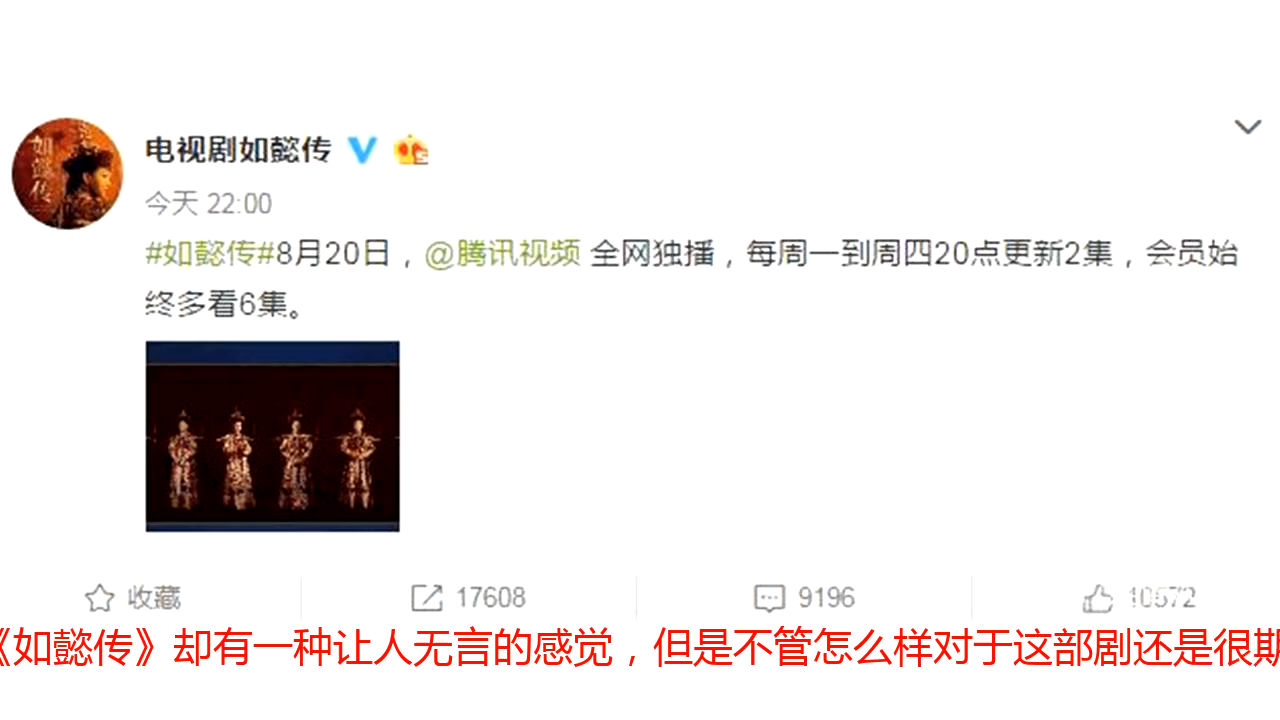 如懿传
电视剧如懿传
今天 22:00
#如懿传#8月20日，@腾讯视频 全网独播，每周一到周四20点更新2集，会员始
终多看6集。
收藏
17608
9196
10572
《如懿传》却有一种让人无言的感觉，但是不管怎么样对于这部剧还是很期